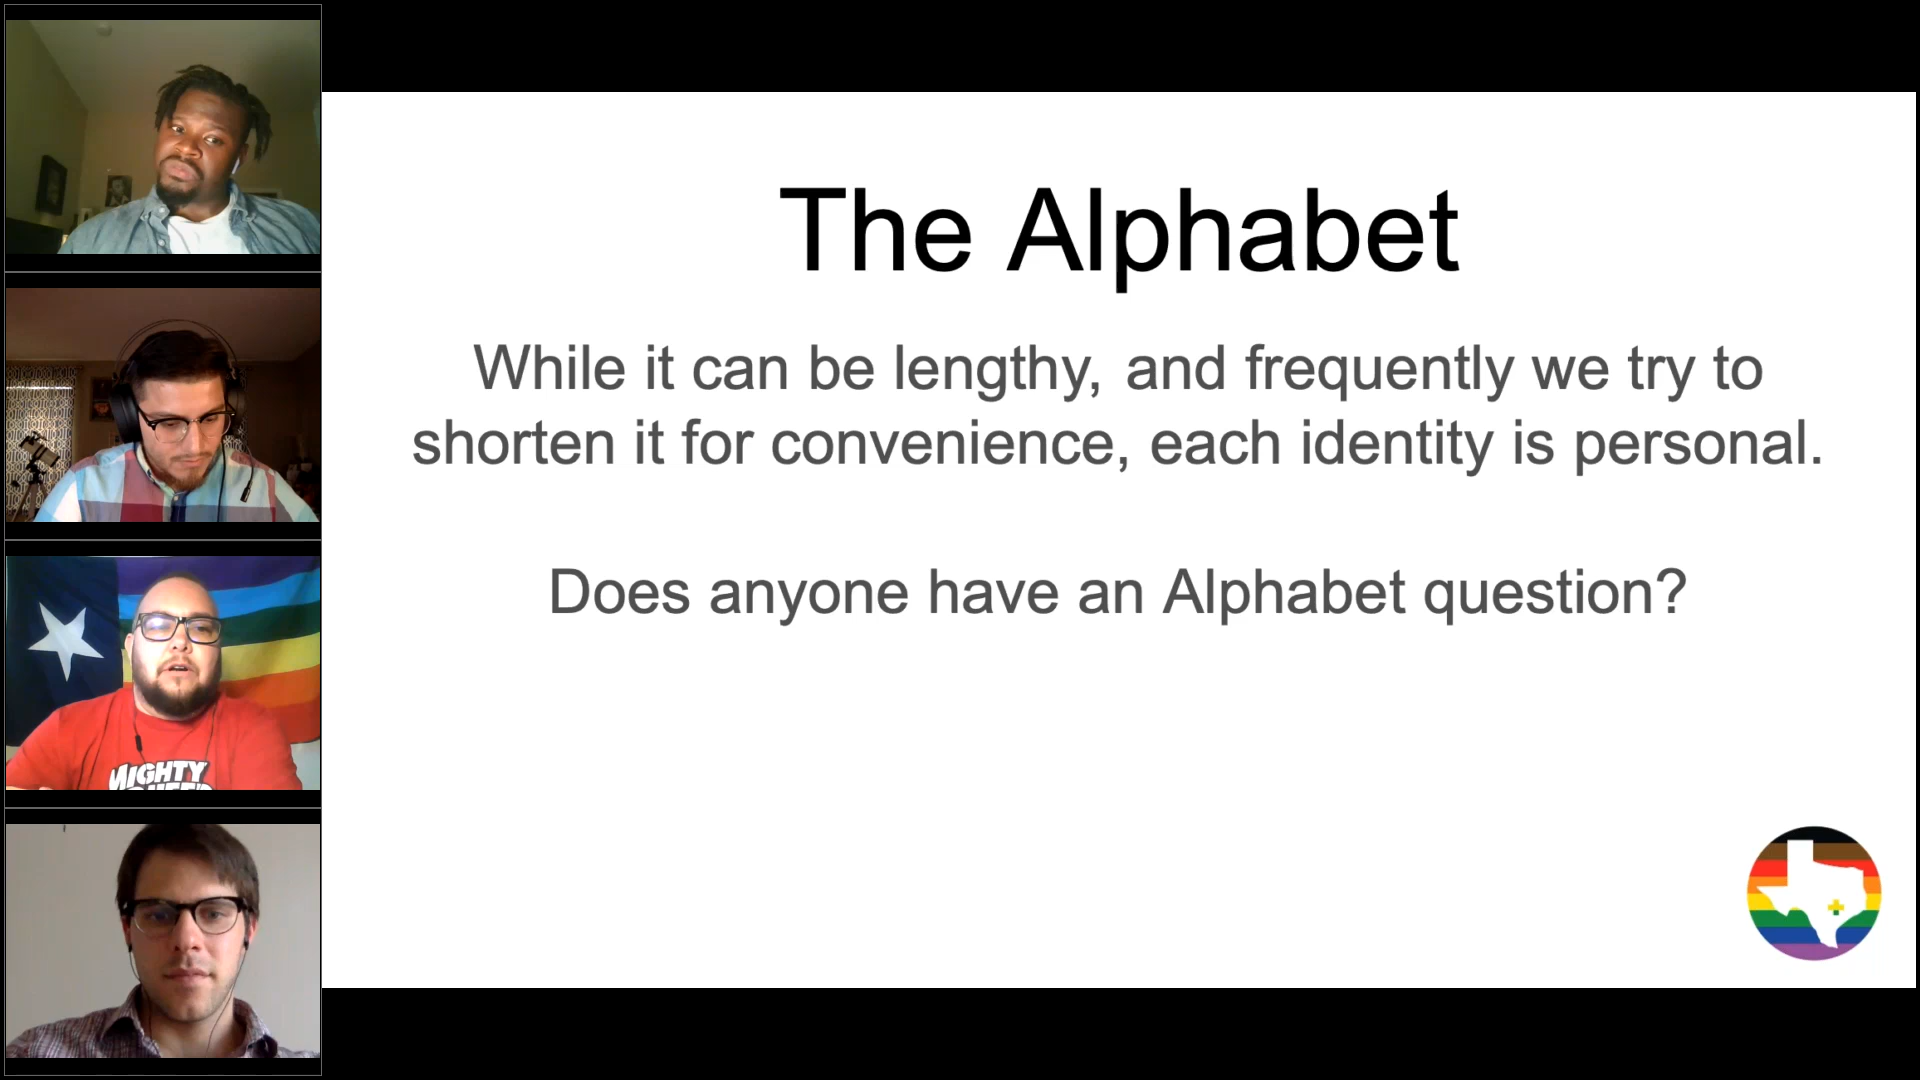 The Alphabet
While it can be lengthy, and frequently we try to
shorten it for convenience, each identity is personal.
Does anyone have an Alphabet question?
MIGHTY